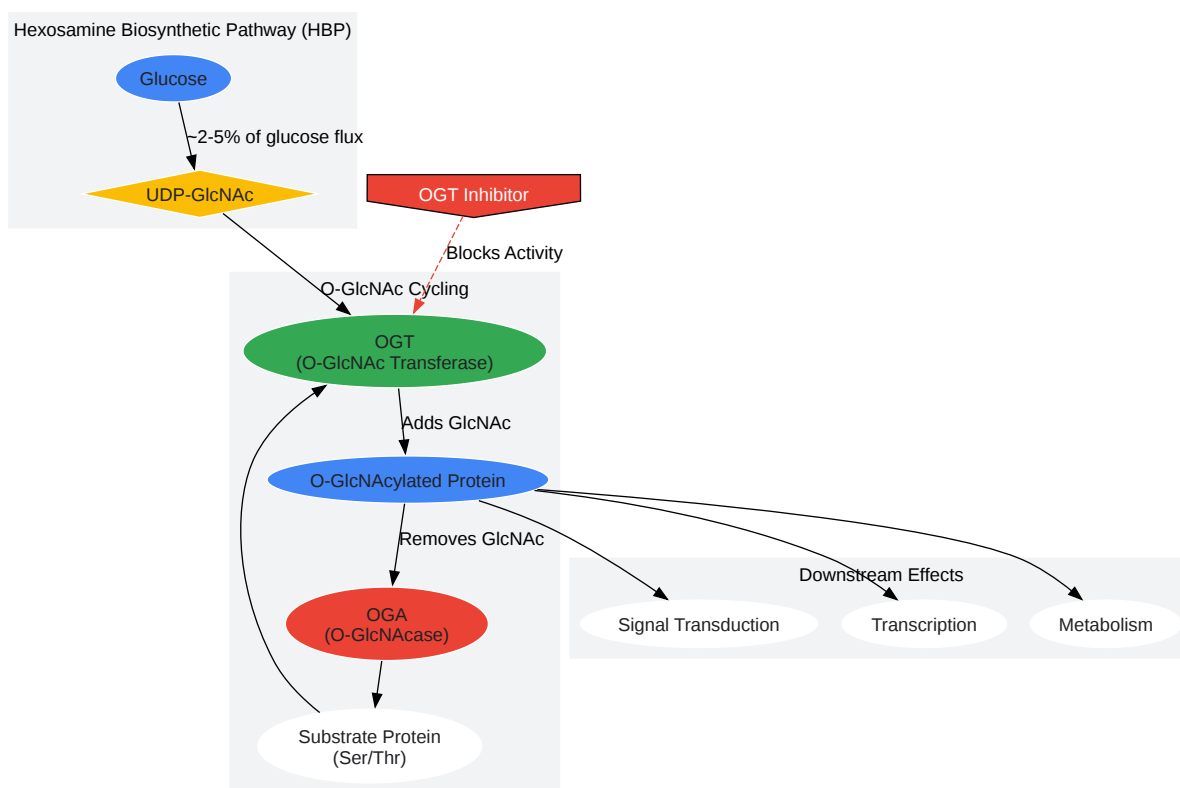 Hexosamine Biosynthetic Pathway (HBP)
Glucose
~2-5% of glucose flux
UDP-GlcNAc
OGT Inhibitor
Blocks Activity
O-GlcNAc Cycling
OGT
(O-GlcNAc Transferase)
Adds GlcNAc
O-GlcNAcylated Protein
Removes GlcNAc
Downstream Effects
OGA
(O-GlcNAcase)
Signal Transduction
Transcription
Metabolism
Substrate Protein
(Ser/Thr)